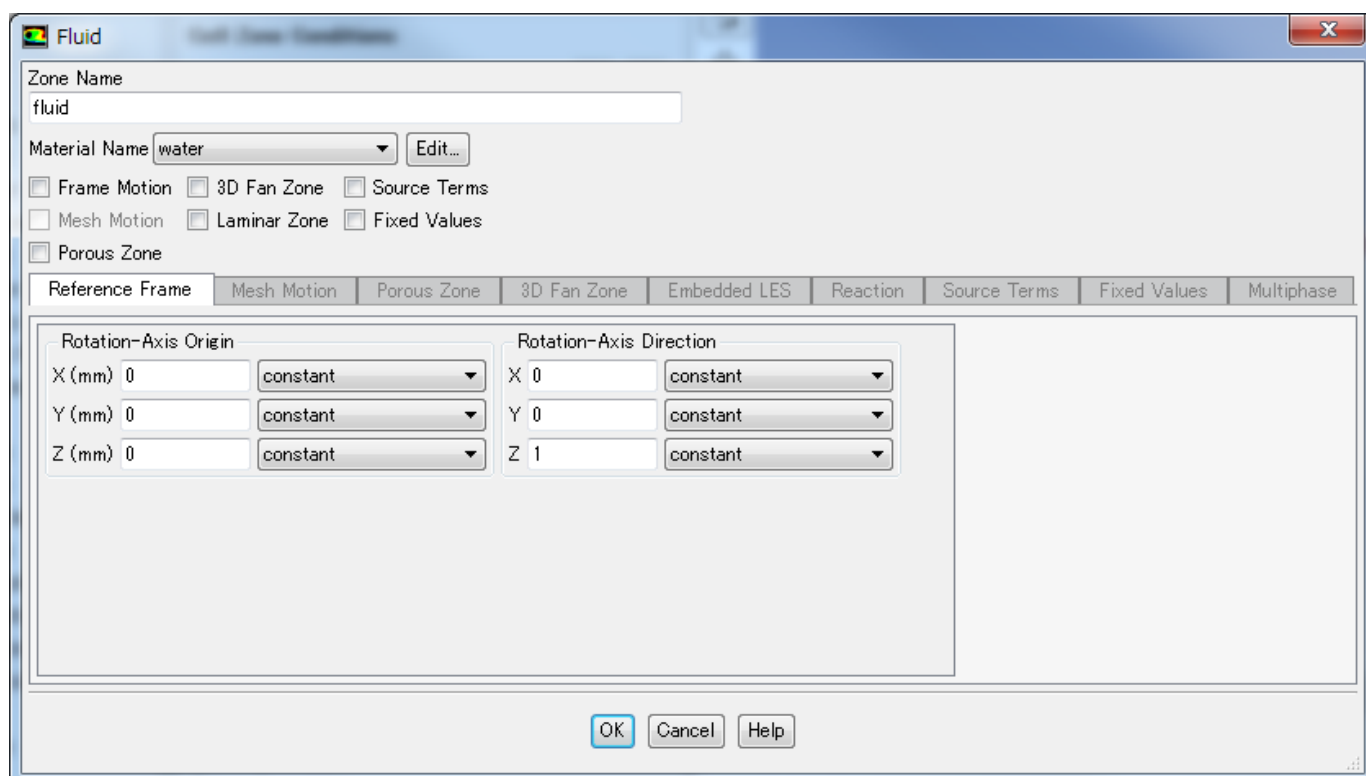 Fluid
Cell Zone Conditions
Zone Name
fluid
Material Name water Edit...
Frame Motion 3D Fan Zone Source Terms
Mesh Motion Laminar Zone Fixed Values
Porous Zone
Reference Frame Mesh Motion Porous Zone 3D Fan Zone Embedded LES Reaction Source Terms Fixed Values Multiphase
Rotation-Axis Origin Rotation-Axis Direction
X (mm) 0 constant X 0 constant
Y (mm) 0 constant Y 0 constant
Z (mm) 0 constant Z 1 constant
OK Cancel Help